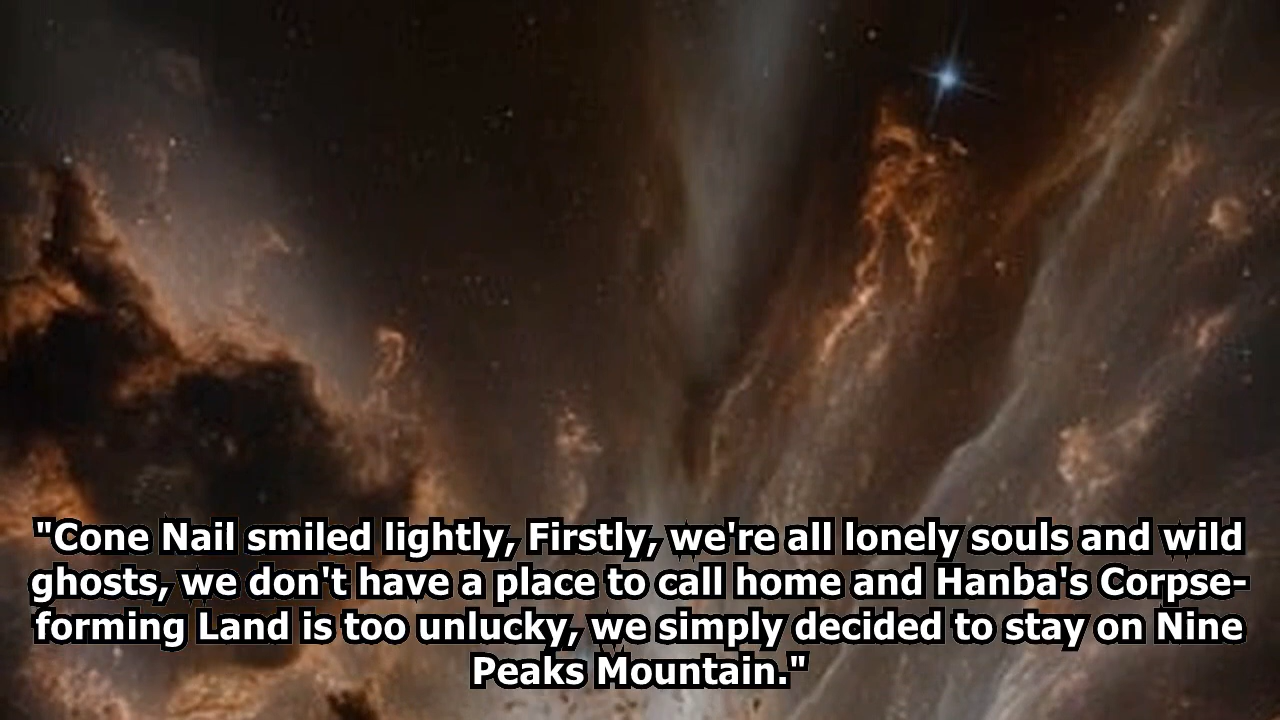 "Cone Nail smiled lightly, Firstly, we're all lonely souls and wild
ghosts, we don't have a place to call home and Hanba's Corpse-
forming Land is too unlucky, we simply decided to stay on Nine
Peaks Mountain."